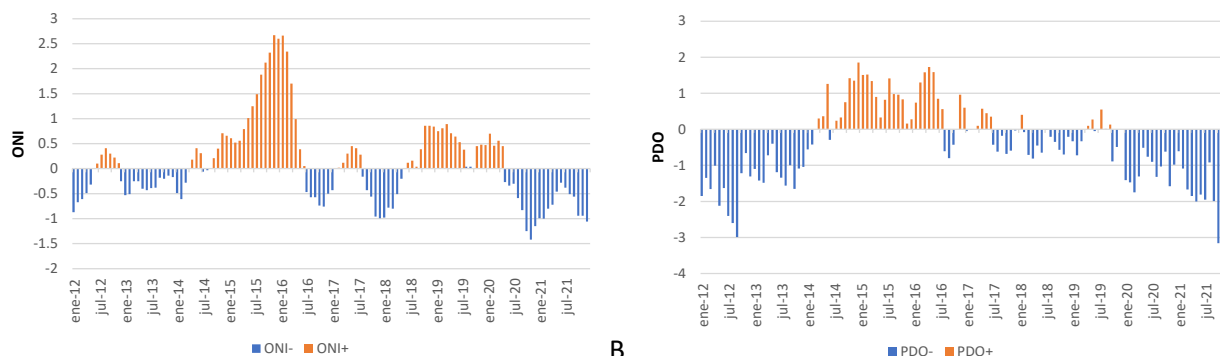 3
2.5
2
1.5
1
0.5
0
-0.5
-1
-1.5
-2
ONI
ene-12
jul-12
ene-13
jul-13
ene-14
jul-14
ene-15
jul-15
ene-16
jul-16
ene-17
jul-17
ene-18
jul-18
ene-19
jul-19
ene-20
jul-20
ene-21
jul-21
ONI- ONI+
B
4
3
2
1
0
-1
-2
-3
-4
PDO
ene-12
jul-12
ene-13
jul-13
ene-14
jul-14
ene-15
jul-15
ene-16
jul-16
ene-17
jul-17
ene-18
jul-18
ene-19
jul-19
ene-20
jul-20
ene-21
jul-21
PDO- PDO+